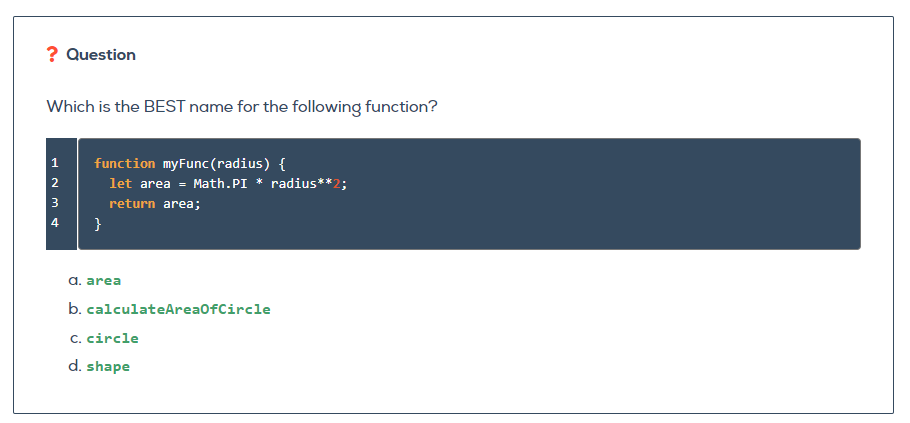 ? Question
Which is the BEST name for the following function?
1 function myFunc(radius) {
2 let area = Math.PI * radius**2;
3 return area;
4 }
a. area
b. calculateAreaOfCircle
c. circle
d. shape